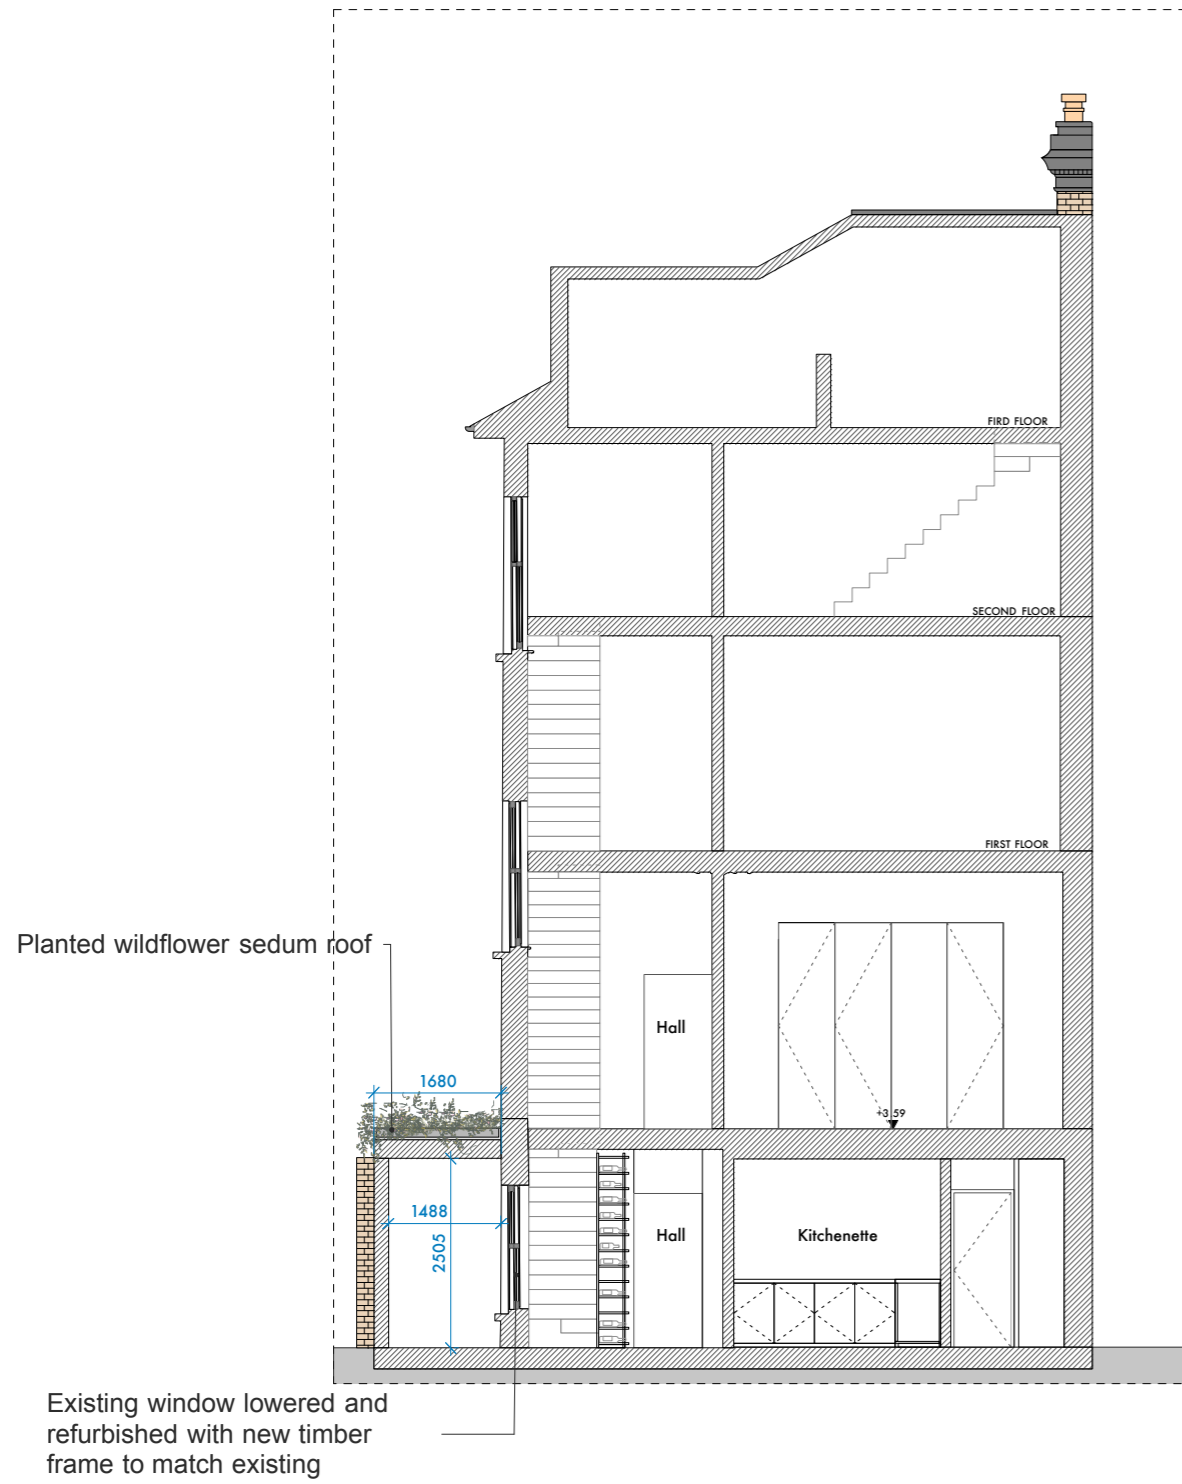 FIRD FLOOR
SECOND FLOOR
FIRST FLOOR
Planted wildflower sedum roof
Hall
1680
+3.59
1488
2505
Hall
Kitchenette
Existing window lowered and
refurbished with new timber
frame to match existing